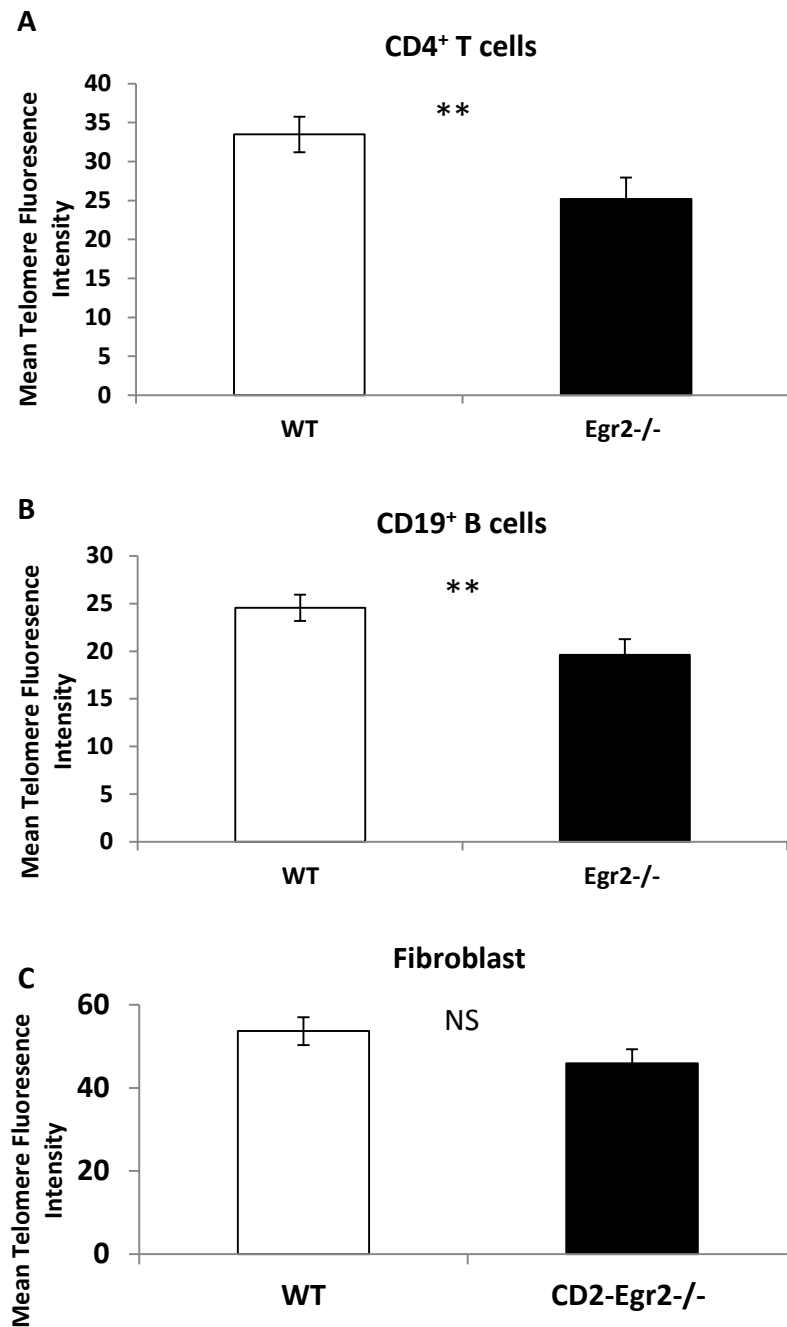 A
CD4⁺ T cells
Mean Telomere Fluoresence
Intensity
40
35
30
25
20
15
10
5
0
**
WT
Egr2-/-
B
CD19⁺ B cells
Mean Telomere Fluoresence
Intensity
30
25
20
15
10
5
0
**
WT
Egr2-/-
C
Fibroblast
Mean Telomere Fluoresence
Intensity
60
40
20
0
NS
WT
CD2-Egr2-/-